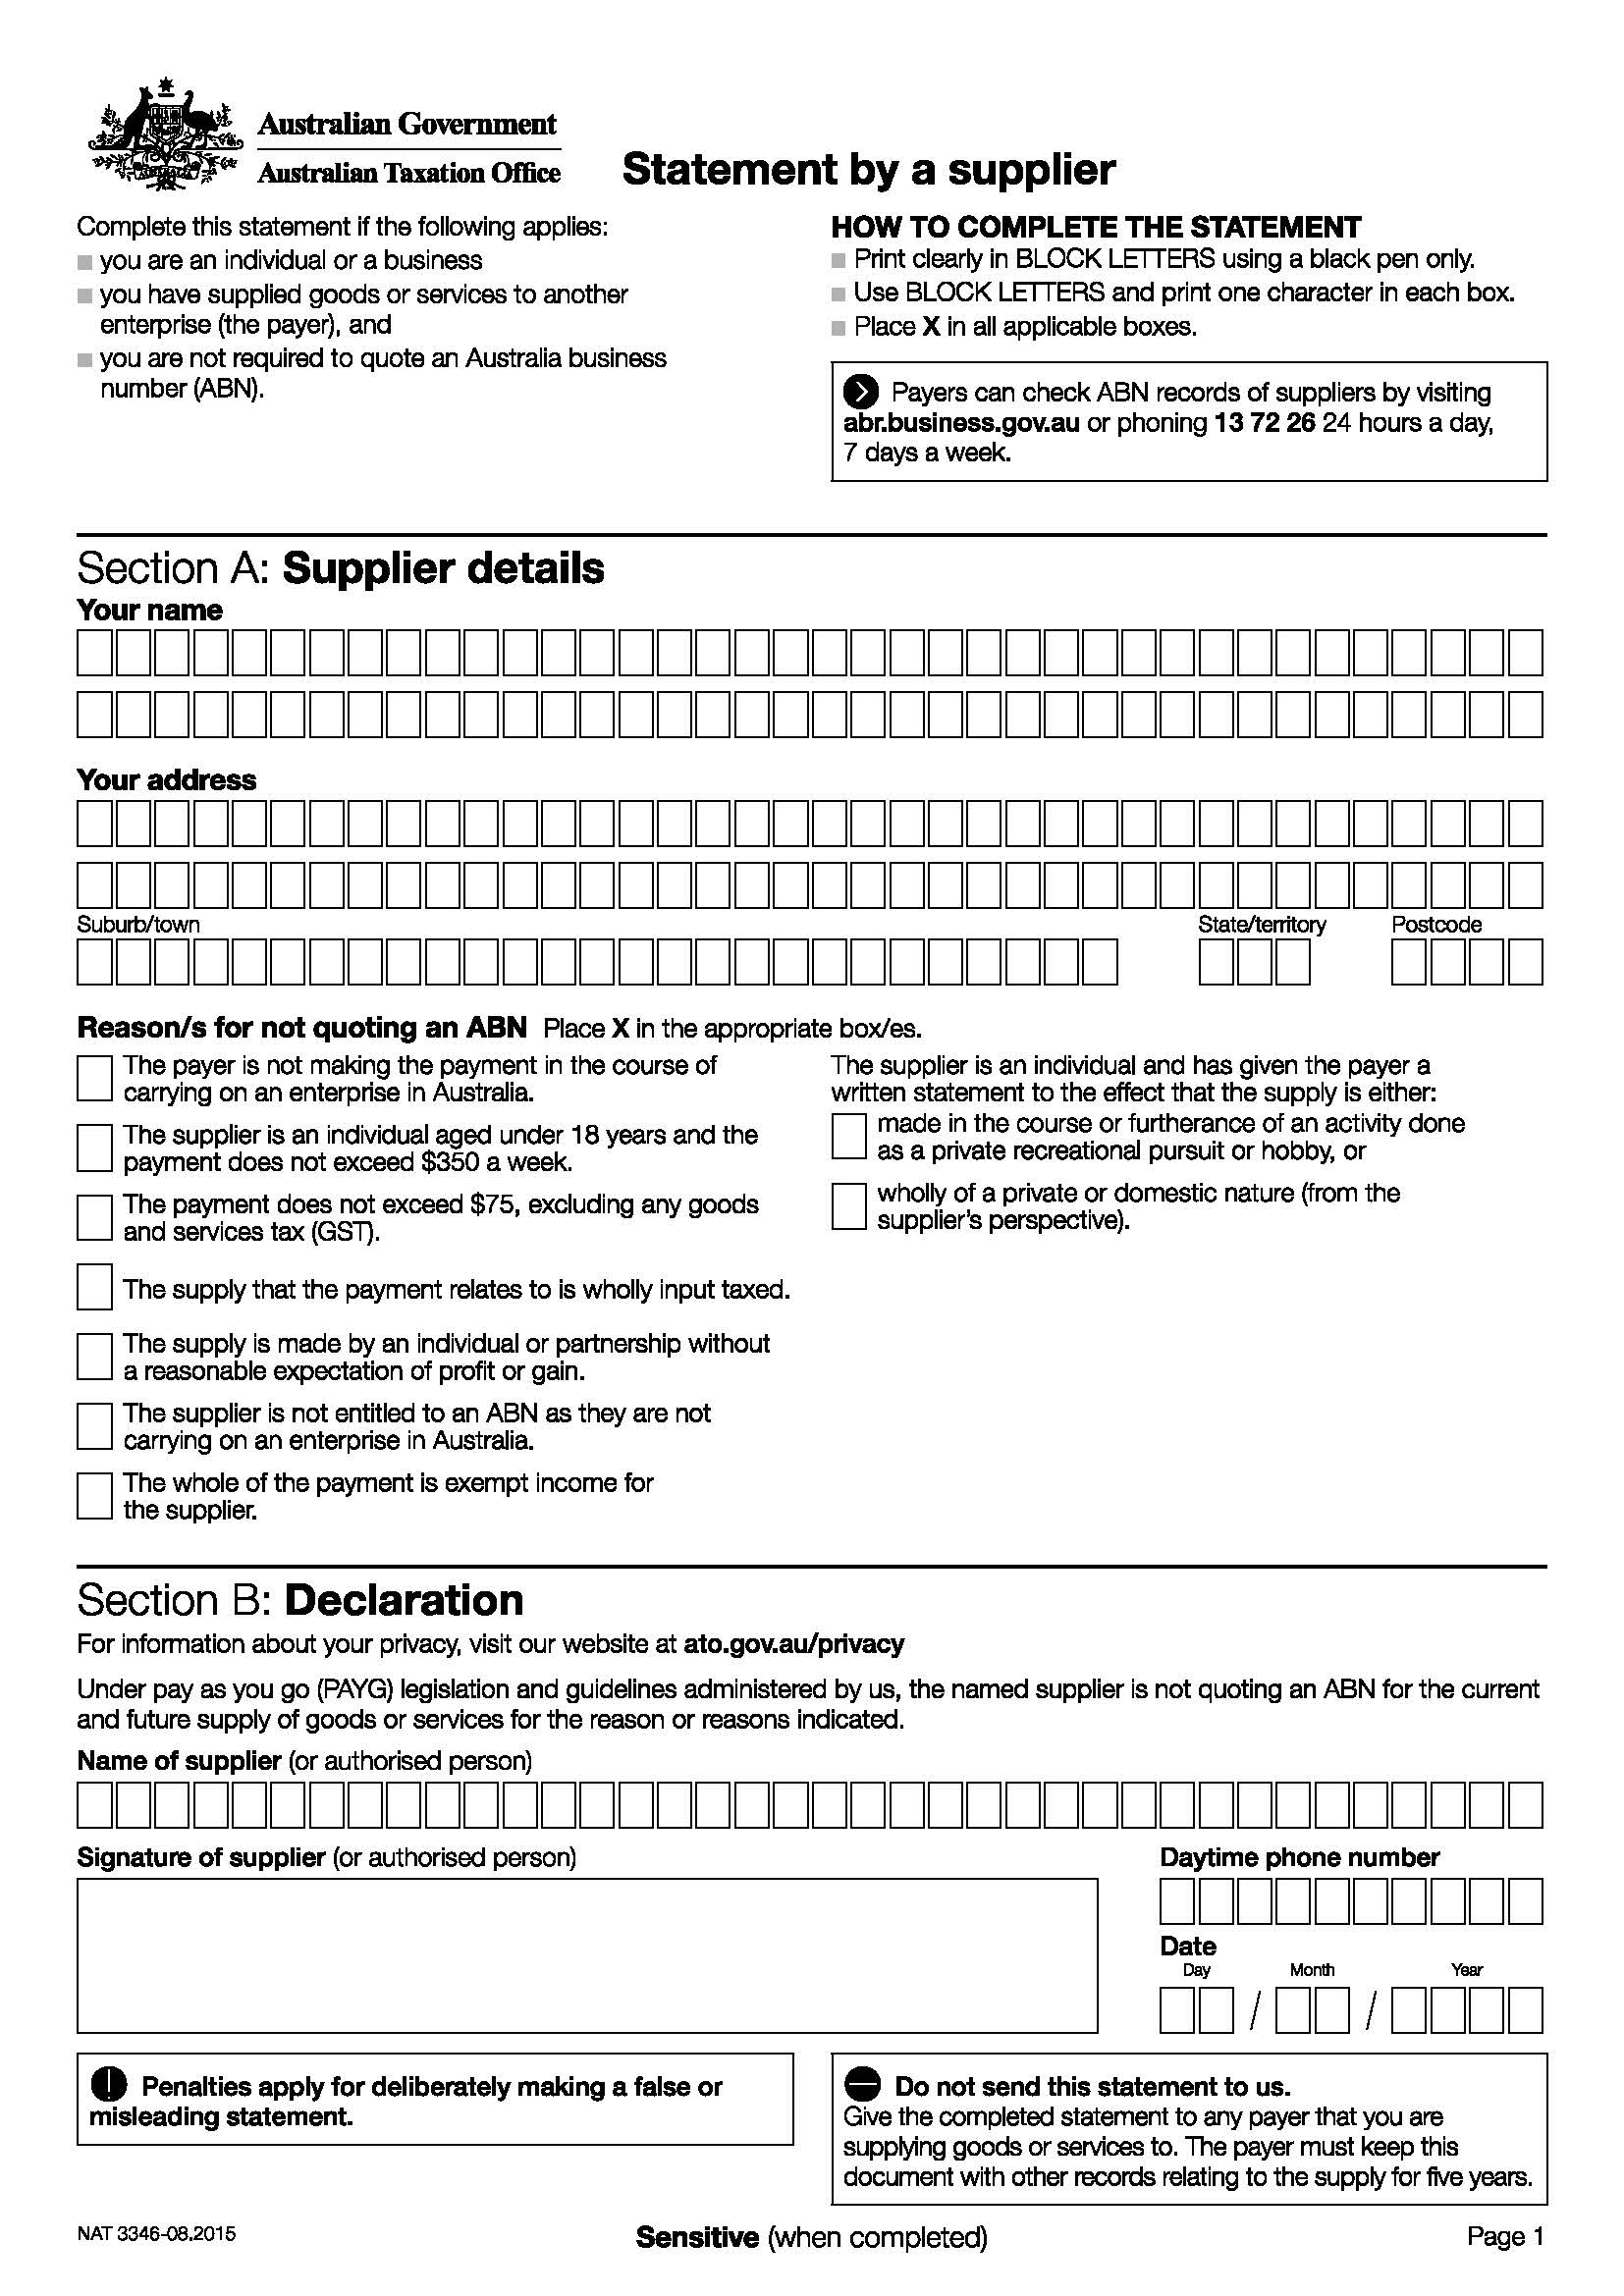 Australian Government
Australian Taxation Office
Statement by a supplier
Complete this statement if the following applies:
you are an individual or a business
you have supplied goods or services to another
enterprise (the payer), and
you are not required to quote an Australia business
number (ABN).
HOW TO COMPLETE THE STATEMENT
Print clearly in BLOCK LETTERS using a black pen only.
Use BLOCK LETTERS and print one character in each box.
Place X in all applicable boxes.
Payers can check ABN records of suppliers by visiting
abr.business.gov.au or phoning 13 72 26 24 hours a day,
7 days a week.
Section A: Supplier details
Your name
Your address
Suburb/town
State/territory
Postcode
Reason/s for not quoting an ABN Place X in the appropriate box/es.
The payer is not making the payment in the course of
carrying on an enterprise in Australia.
The supplier is an individual aged under 18 years and the
payment does not exceed $350 a week.
The payment does not exceed $75, excluding any goods
and services tax (GST).
The supply that the payment relates to is wholly input taxed.
The supply is made by an individual or partnership without
a reasonable expectation of profit or gain.
The supplier is not entitled to an ABN as they are not
carrying on an enterprise in Australia.
The whole of the payment is exempt income for
the supplier.
The supplier is an individual and has given the payer a
written statement to the effect that the supply is either:
made in the course or furtherance of an activity done
as a private recreational pursuit or hobby, or
wholly of a private or domestic nature (from the
supplier's perspective).
Section B: Declaration
For information about your privacy, visit our website at ato.gov.au/privacy
Under pay as you go (PAYG) legislation and guidelines administered by us, the named supplier is not quoting an ABN for the current
and future supply of goods or services for the reason or reasons indicated.
Name of supplier (or authorised person)
Signature of supplier (or authorised person)
Daytime phone number
Date
Day Month Year
/ /
Penalties apply for deliberately making a false or
misleading statement.
Do not send this statement to us.
Give the completed statement to any payer that you are
supplying goods or services to. The payer must keep this
document with other records relating to the supply for five years.
NAT 3346-08.2015
Sensitive (when completed)
Page 1